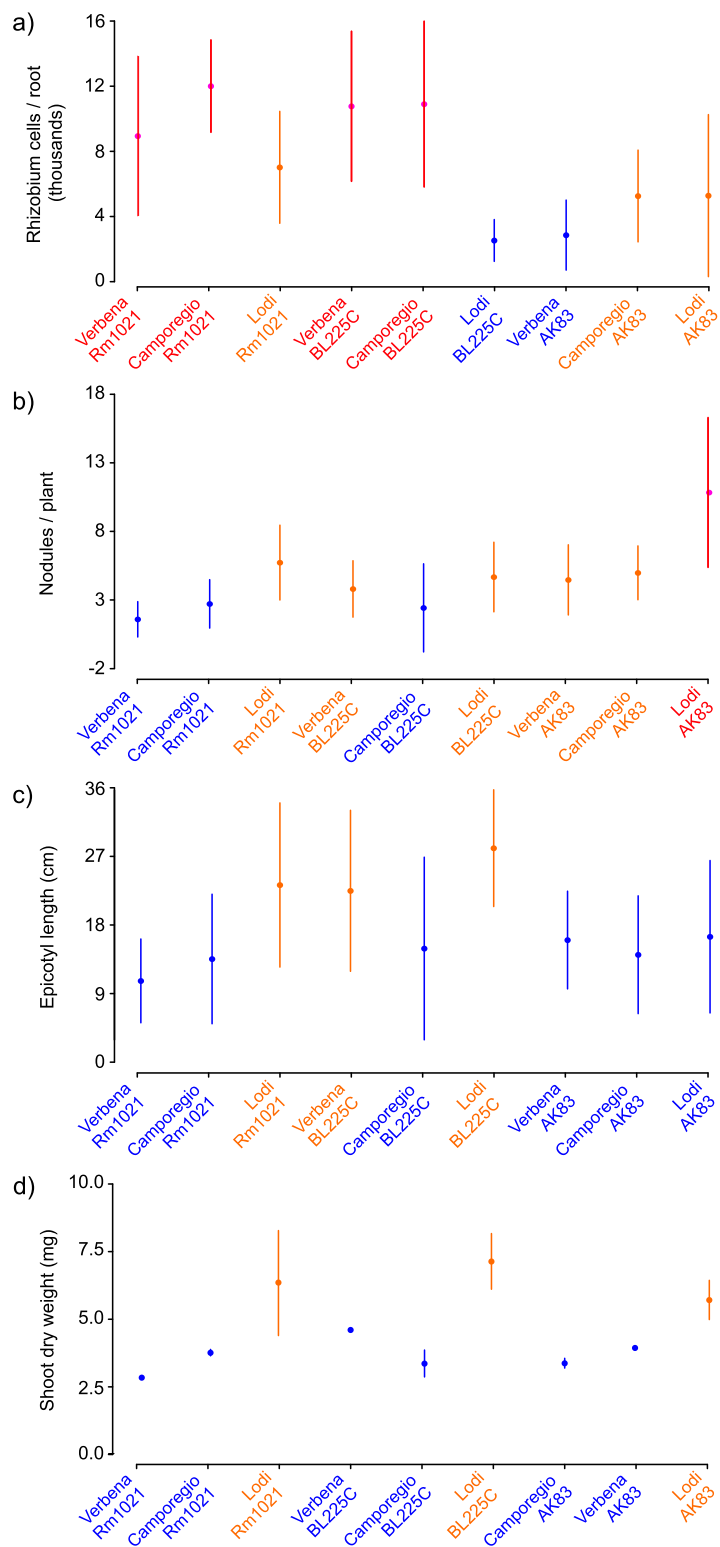 a)
Rhizobium cells / root
(thousands)
16
12
8
4
0
Verbena
Rm1021
Camporegio
Rm1021
Lodi
Rm1021
Verbena
BL225C
Camporegio
BL225C
Lodi
BL225C
Verbena
AK83
Camporegio
AK83
Lodi
AK83
b)
Nodules / plant
18
13
8
3
-2
Verbena
Rm1021
Camporegio
Rm1021
Lodi
Rm1021
Verbena
BL225C
Camporegio
BL225C
Lodi
BL225C
Verbena
AK83
Camporegio
AK83
Lodi
AK83
c)
Epicotyl length (cm)
36
27
18
9
0
Verbena
Rm1021
Camporegio
Rm1021
Lodi
Rm1021
Verbena
BL225C
Camporegio
BL225C
Lodi
BL225C
Verbena
AK83
Camporegio
AK83
Lodi
AK83
d)
Shoot dry weight (mg)
10.0
7.5
5.0
2.5
0.0
Verbena
Rm1021
Camporegio
Rm1021
Lodi
Rm1021
Verbena
BL225C
Camporegio
BL225C
Lodi
BL225C
Camporegio
AK83
Verbena
AK83
Lodi
AK83